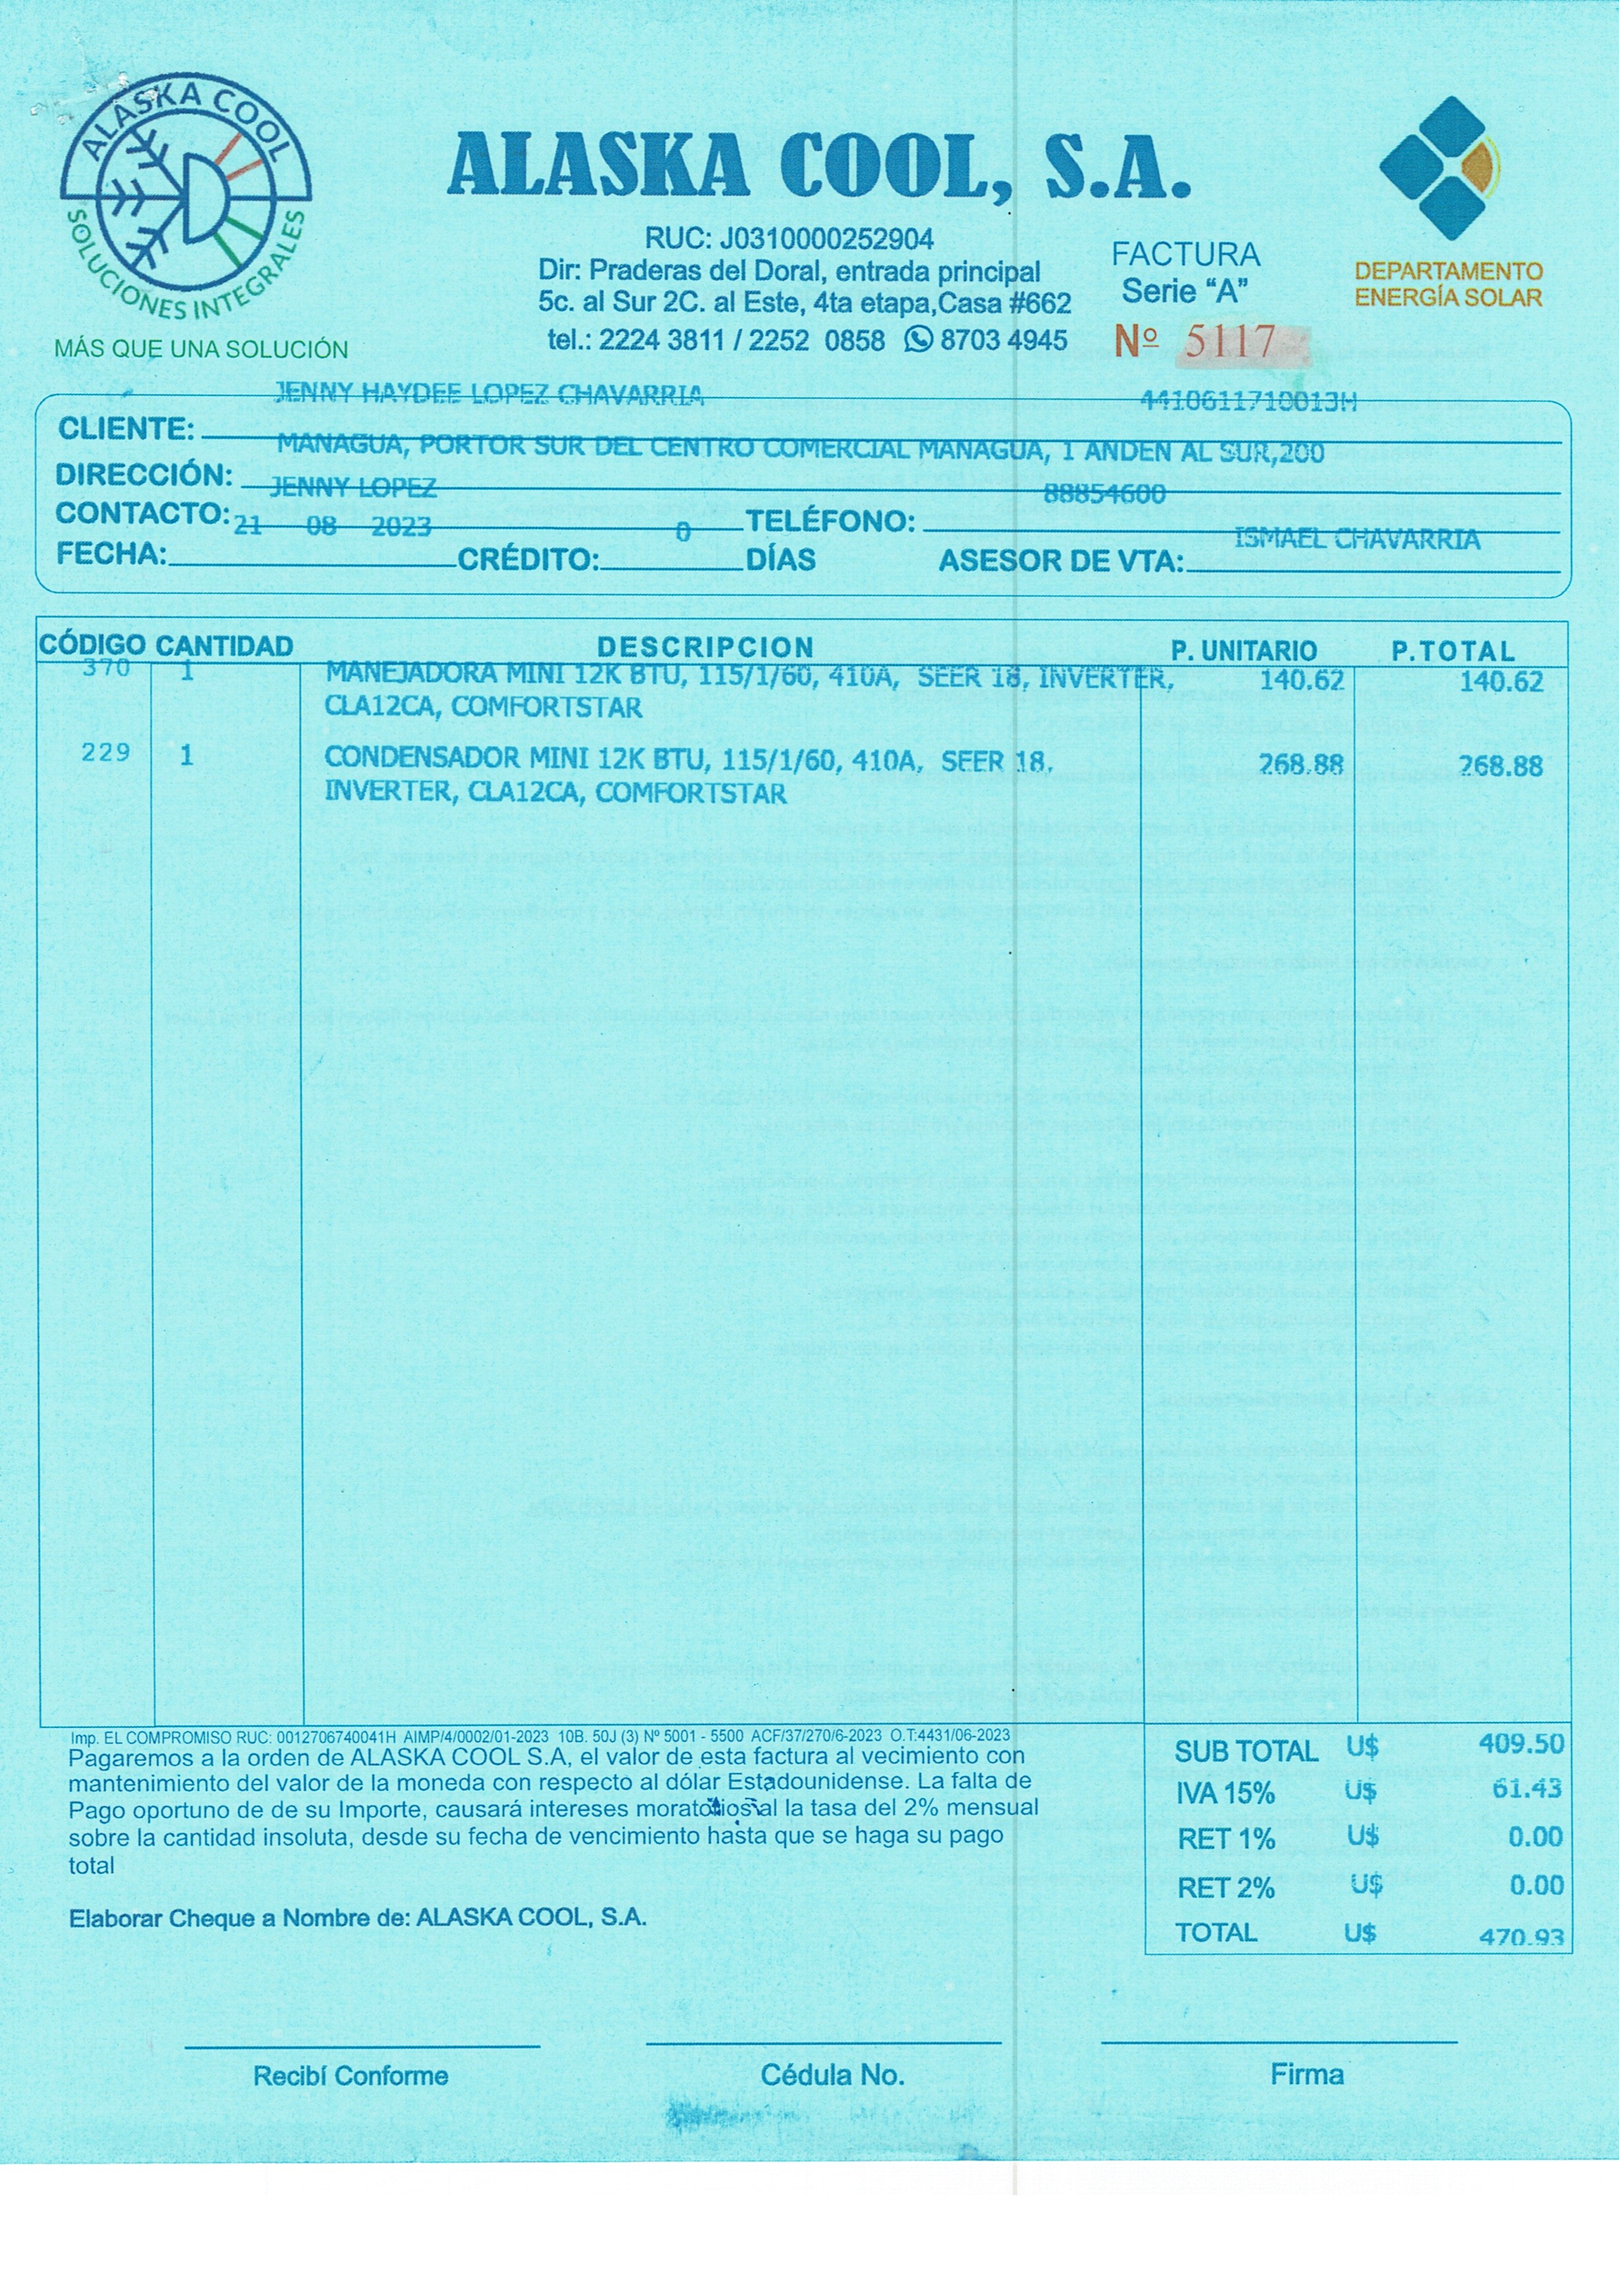 ALASKA COOL
SOLUCIONES INTEGRALES
MÁS QUE UNA SOLUCIÓN
ALASKA COOL, S.A.
RUC: J0310000252904
Dir: Praderas del Doral, entrada principal
5c. al Sur 2C. al Este, 4ta etapa,Casa #662
tel.: 2224 3811 / 2252 0858 8703 4945
FACTURA
Serie “A”
Nº 5117
DEPARTAMENTO
ENERGÍA SOLAR
JENNY HAYDEE LOPEZ CHAVARRIA 4410611710013H
CLIENTE:
MANAGUA, PORTOR SUR DEL CENTRO COMERCIAL MANAGUA, 1 ANDEN AL SUR,200
DIRECCIÓN:
JENNY LOPEZ 88854600
CONTACTO: TELÉFONO:
21 08 2023 0 ISMAEL CHAVARRIA
FECHA: CRÉDITO: DÍAS ASESOR DE VTA:
CÓDIGO CANTIDAD DESCRIPCION P. UNITARIO P.TOTAL
370 1 MANEJADORA MINI 12K BTU, 115/1/60, 410A, SEER 18, INVERTER, 140.62 140.62
CLA12CA, COMFORTSTAR
229 1 CONDENSADOR MINI 12K BTU, 115/1/60, 410A, SEER 18, 268.88 268.88
INVERTER, CLA12CA, COMFORTSTAR
Imp. EL COMPROMISO RUC: 0012706740041H AIMP/4/0002/01-2023 10B. 50J (3) Nº 5001 - 5500 ACF/37/270/6-2023 O.T:4431/06-2023
Pagaremos a la orden de ALASKA COOL S.A, el valor de esta factura al vecimiento con
mantenimiento del valor de la moneda con respecto al dólar Estadounidense. La falta de
Pago oportuno de de su Importe, causará intereses moratorios al la tasa del 2% mensual
sobre la cantidad insoluta, desde su fecha de vencimiento hasta que se haga su pago
total
Elaborar Cheque a Nombre de: ALASKA COOL, S.A.
SUB TOTAL U$ 409.50
IVA 15% U$ 61.43
RET 1% U$ 0.00
RET 2% U$ 0.00
TOTAL U$ 470.93
Recibí Conforme Cédula No. Firma